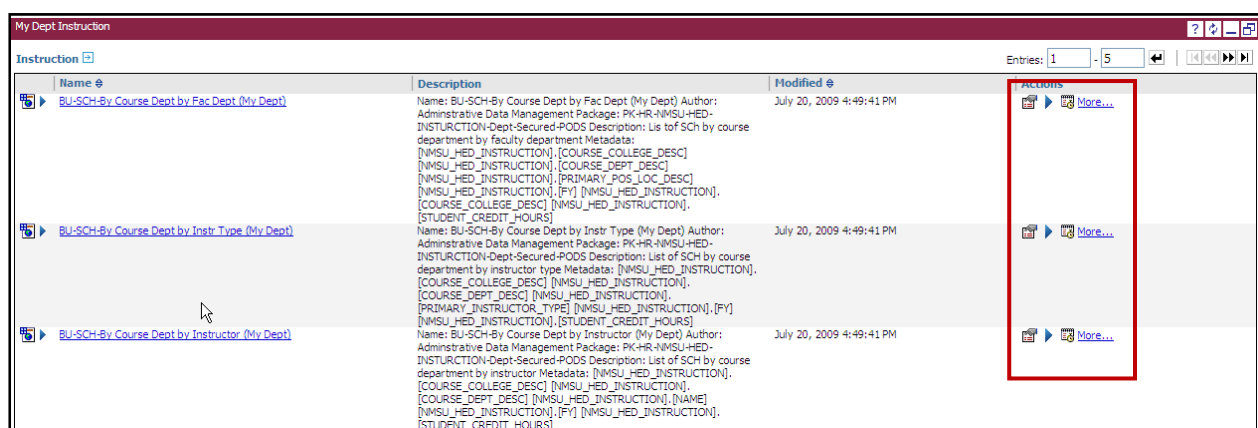 My Dept Instruction ?
Instruction Entries: 1 - 5
Name Description Modified Actions
BU-SCH-By Course Dept by Fac Dept (My Dept) Name: BU-SCH-By Course Dept by Fac Dept (My Dept) Author: July 20, 2009 4:49:41 PM More...
Adminstrative Data Management Package: PK-HR-NMSU-HED-
INSTURCTION-Dept-Secured-PODS Description: Lis tof SCh by course
department by faculty department Metadata:
[NMSU_HED_INSTRUCTION].[COURSE_COLLEGE_DESC]
[NMSU_HED_INSTRUCTION].[COURSE_DEPT_DESC]
[NMSU_HED_INSTRUCTION].[PRIMARY_POS_LOC_DESC]
[NMSU_HED_INSTRUCTION].[FY] [NMSU_HED_INSTRUCTION].
[COURSE_COLLEGE_DESC] [NMSU_HED_INSTRUCTION].
[STUDENT_CREDIT_HOURS]
BU-SCH-By Course Dept by Instr Type (My Dept) Name: BU-SCH-By Course Dept by Instr Type (My Dept) Author: July 20, 2009 4:49:41 PM More...
Adminstrative Data Management Package: PK-HR-NMSU-HED-
INSTURCTION-Dept-Secured-PODS Description: List of SCH by course
department by instructor type Metadata: [NMSU_HED_INSTRUCTION].
[COURSE_COLLEGE_DESC] [NMSU_HED_INSTRUCTION].
[COURSE_DEPT_DESC] [NMSU_HED_INSTRUCTION].
[PRIMARY_INSTRUCTOR_TYPE] [NMSU_HED_INSTRUCTION].[FY]
[NMSU_HED_INSTRUCTION].[STUDENT_CREDIT_HOURS]
BU-SCH-By Course Dept by Instructor (My Dept) Name: BU-SCH-By Course Dept by Instructor (My Dept) Author: July 20, 2009 4:49:41 PM More...
Adminstrative Data Management Package: PK-HR-NMSU-HED-
INSTURCTION-Dept-Secured-PODS Description: List of SCH by course
department by instructor Metadata: [NMSU_HED_INSTRUCTION].
[COURSE_COLLEGE_DESC] [NMSU_HED_INSTRUCTION].
[COURSE_DEPT_DESC] [NMSU_HED_INSTRUCTION].[NAME]
[NMSU_HED_INSTRUCTION].[FY] [NMSU_HED_INSTRUCTION].
[STUDENT_CREDIT_HOURS]